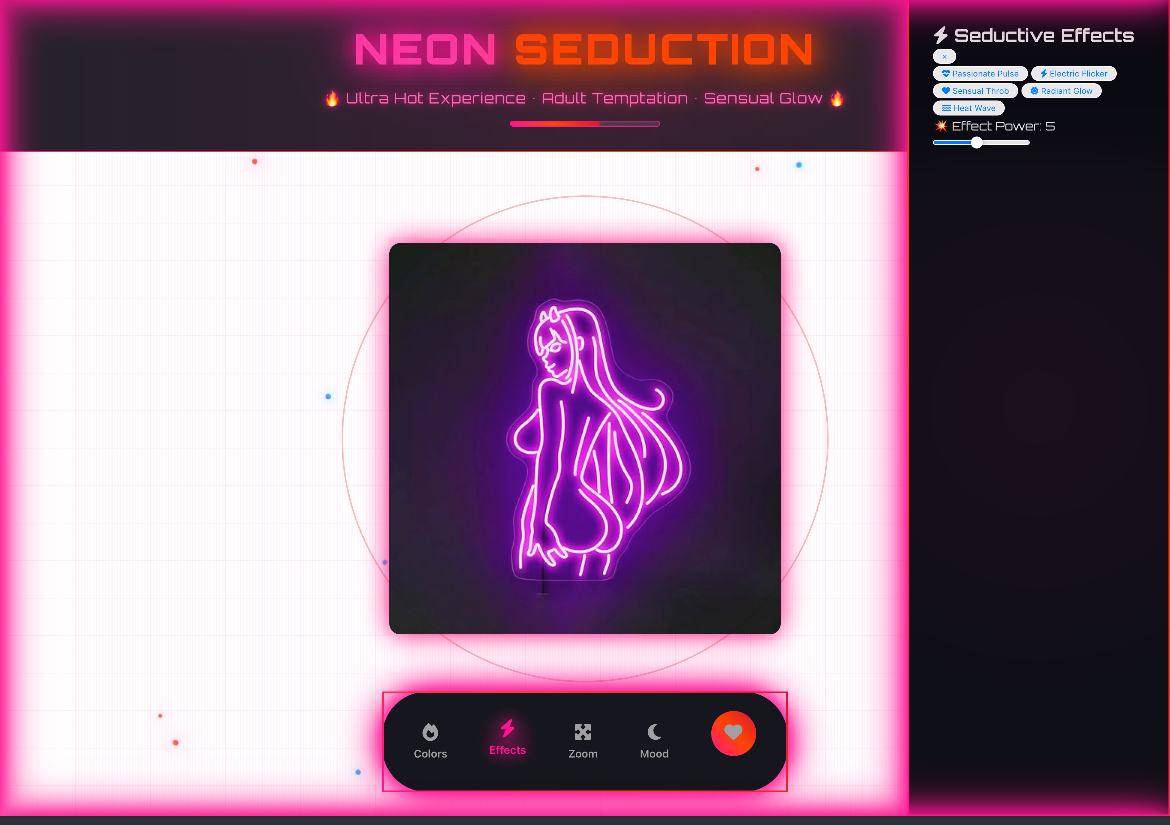 NEON SEDUCTION
🔥 Ultra Hot Experience · Adult Temptation · Sensual Glow 🔥
Seductive Effects
×
Passionate Pulse
Electric Flicker
Sensual Throb
Radiant Glow
Heat Wave
💥 Effect Power: 5
Colors
Effects
Zoom
Mood